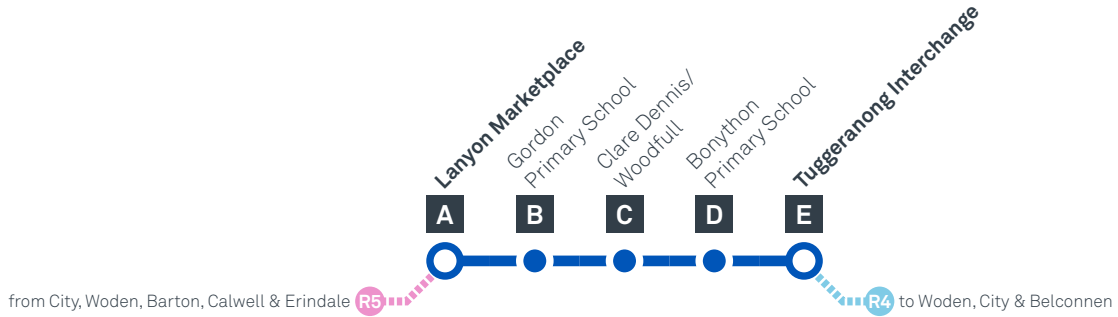 Lanyon Marketplace
Gordon
Primary School
Clare Dennis/
Woodfull
Bonython
Primary School
Tuggeranong Interchange
A
B
C
D
E
from City, Woden, Barton, Calwell & Erindale R5
R4 to Woden, City & Belconnen